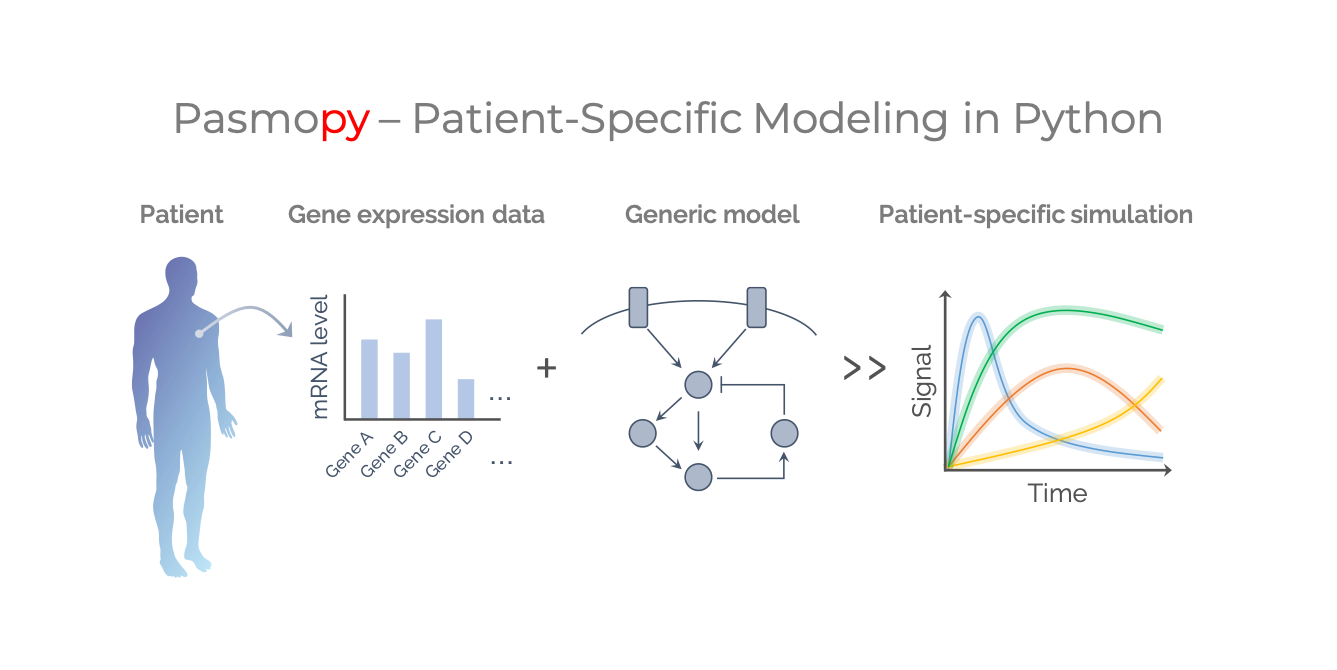 Pasmopy – Patient-Specific Modeling in Python
Patient
Gene expression data
Generic model
Patient-specific simulation
mRNA level
...
Gene A
Gene B
Gene C
Gene D
...
+
>>
Signal
Time